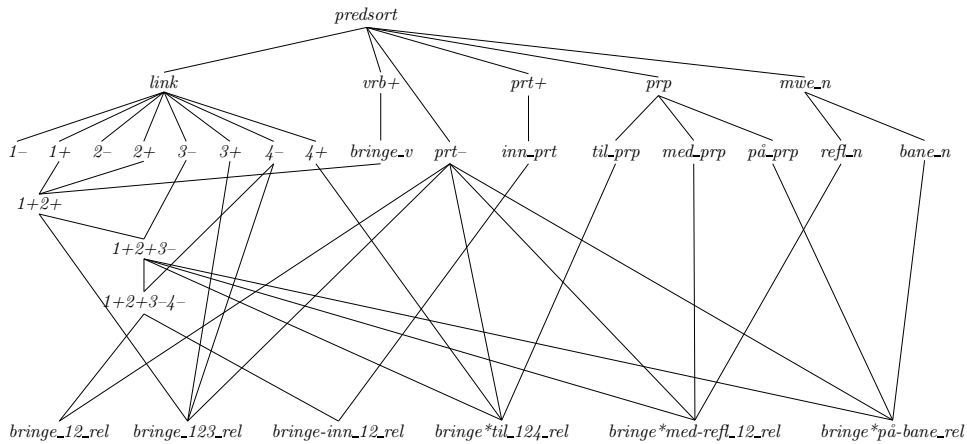 predsort
link vrb+ prt+ prp mwe_n
1– 1+ 2– 2+ 3– 3+ 4– 4+ bringe_v prt– inn_prt til_prp med_prp på_prp refl_n bane_n
1+2+
1+2+3–
1+2+3–4–
bringe_12_rel bringe_123_rel bringe-inn_12_rel bringe*til_124_rel bringe*med-refl_12_rel bringe*på-bane_rel